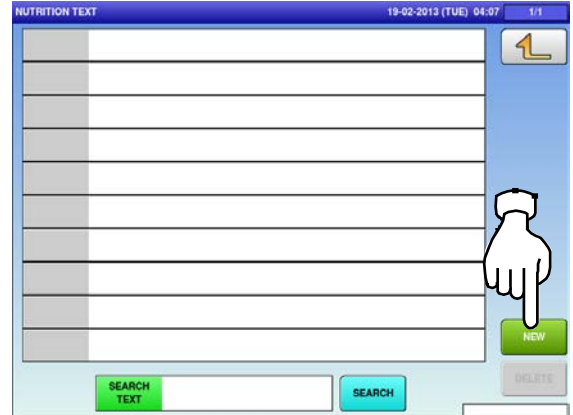 NUTRITION TEXT 19-02-2013 (TUE) 04:07 1/1
NEW
DELETE
SEARCH
TEXT
SEARCH